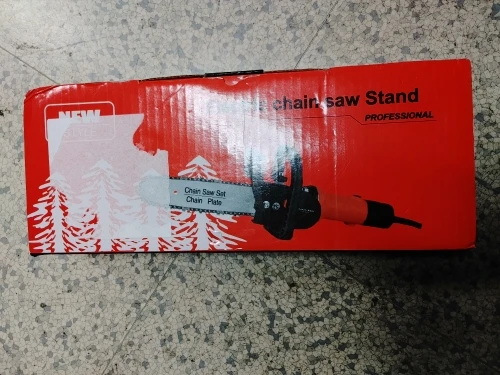 NEW
chain saw Stand
PROFESSIONAL
Chain Saw Set
Chain Plate